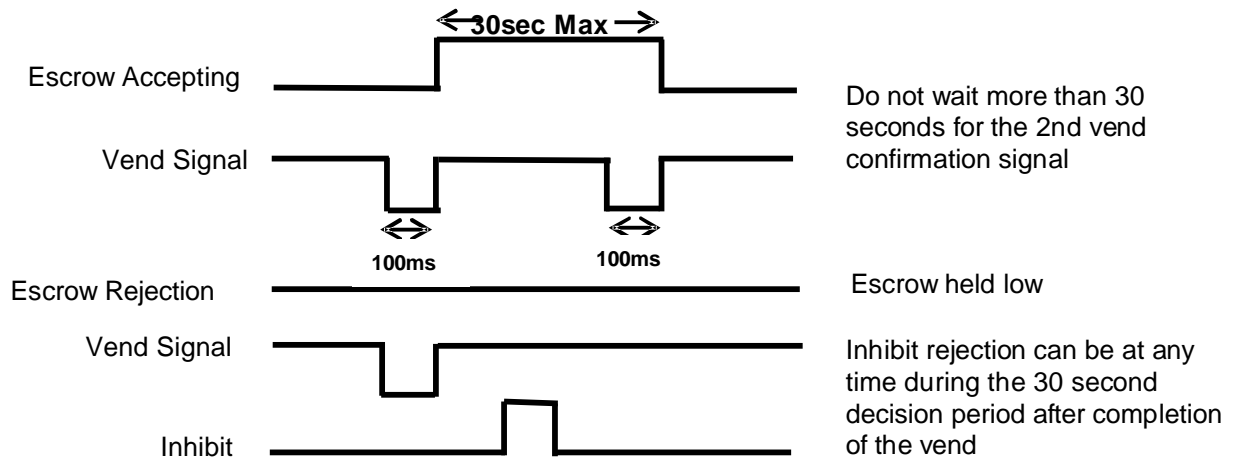 30sec Max
Escrow Accepting
Do not wait more than 30
seconds for the 2nd vend
confirmation signal
Vend Signal
100ms
100ms
Escrow Rejection
Escrow held low
Vend Signal
Inhibit rejection can be at any
time during the 30 second
decision period after completion
of the vend
Inhibit